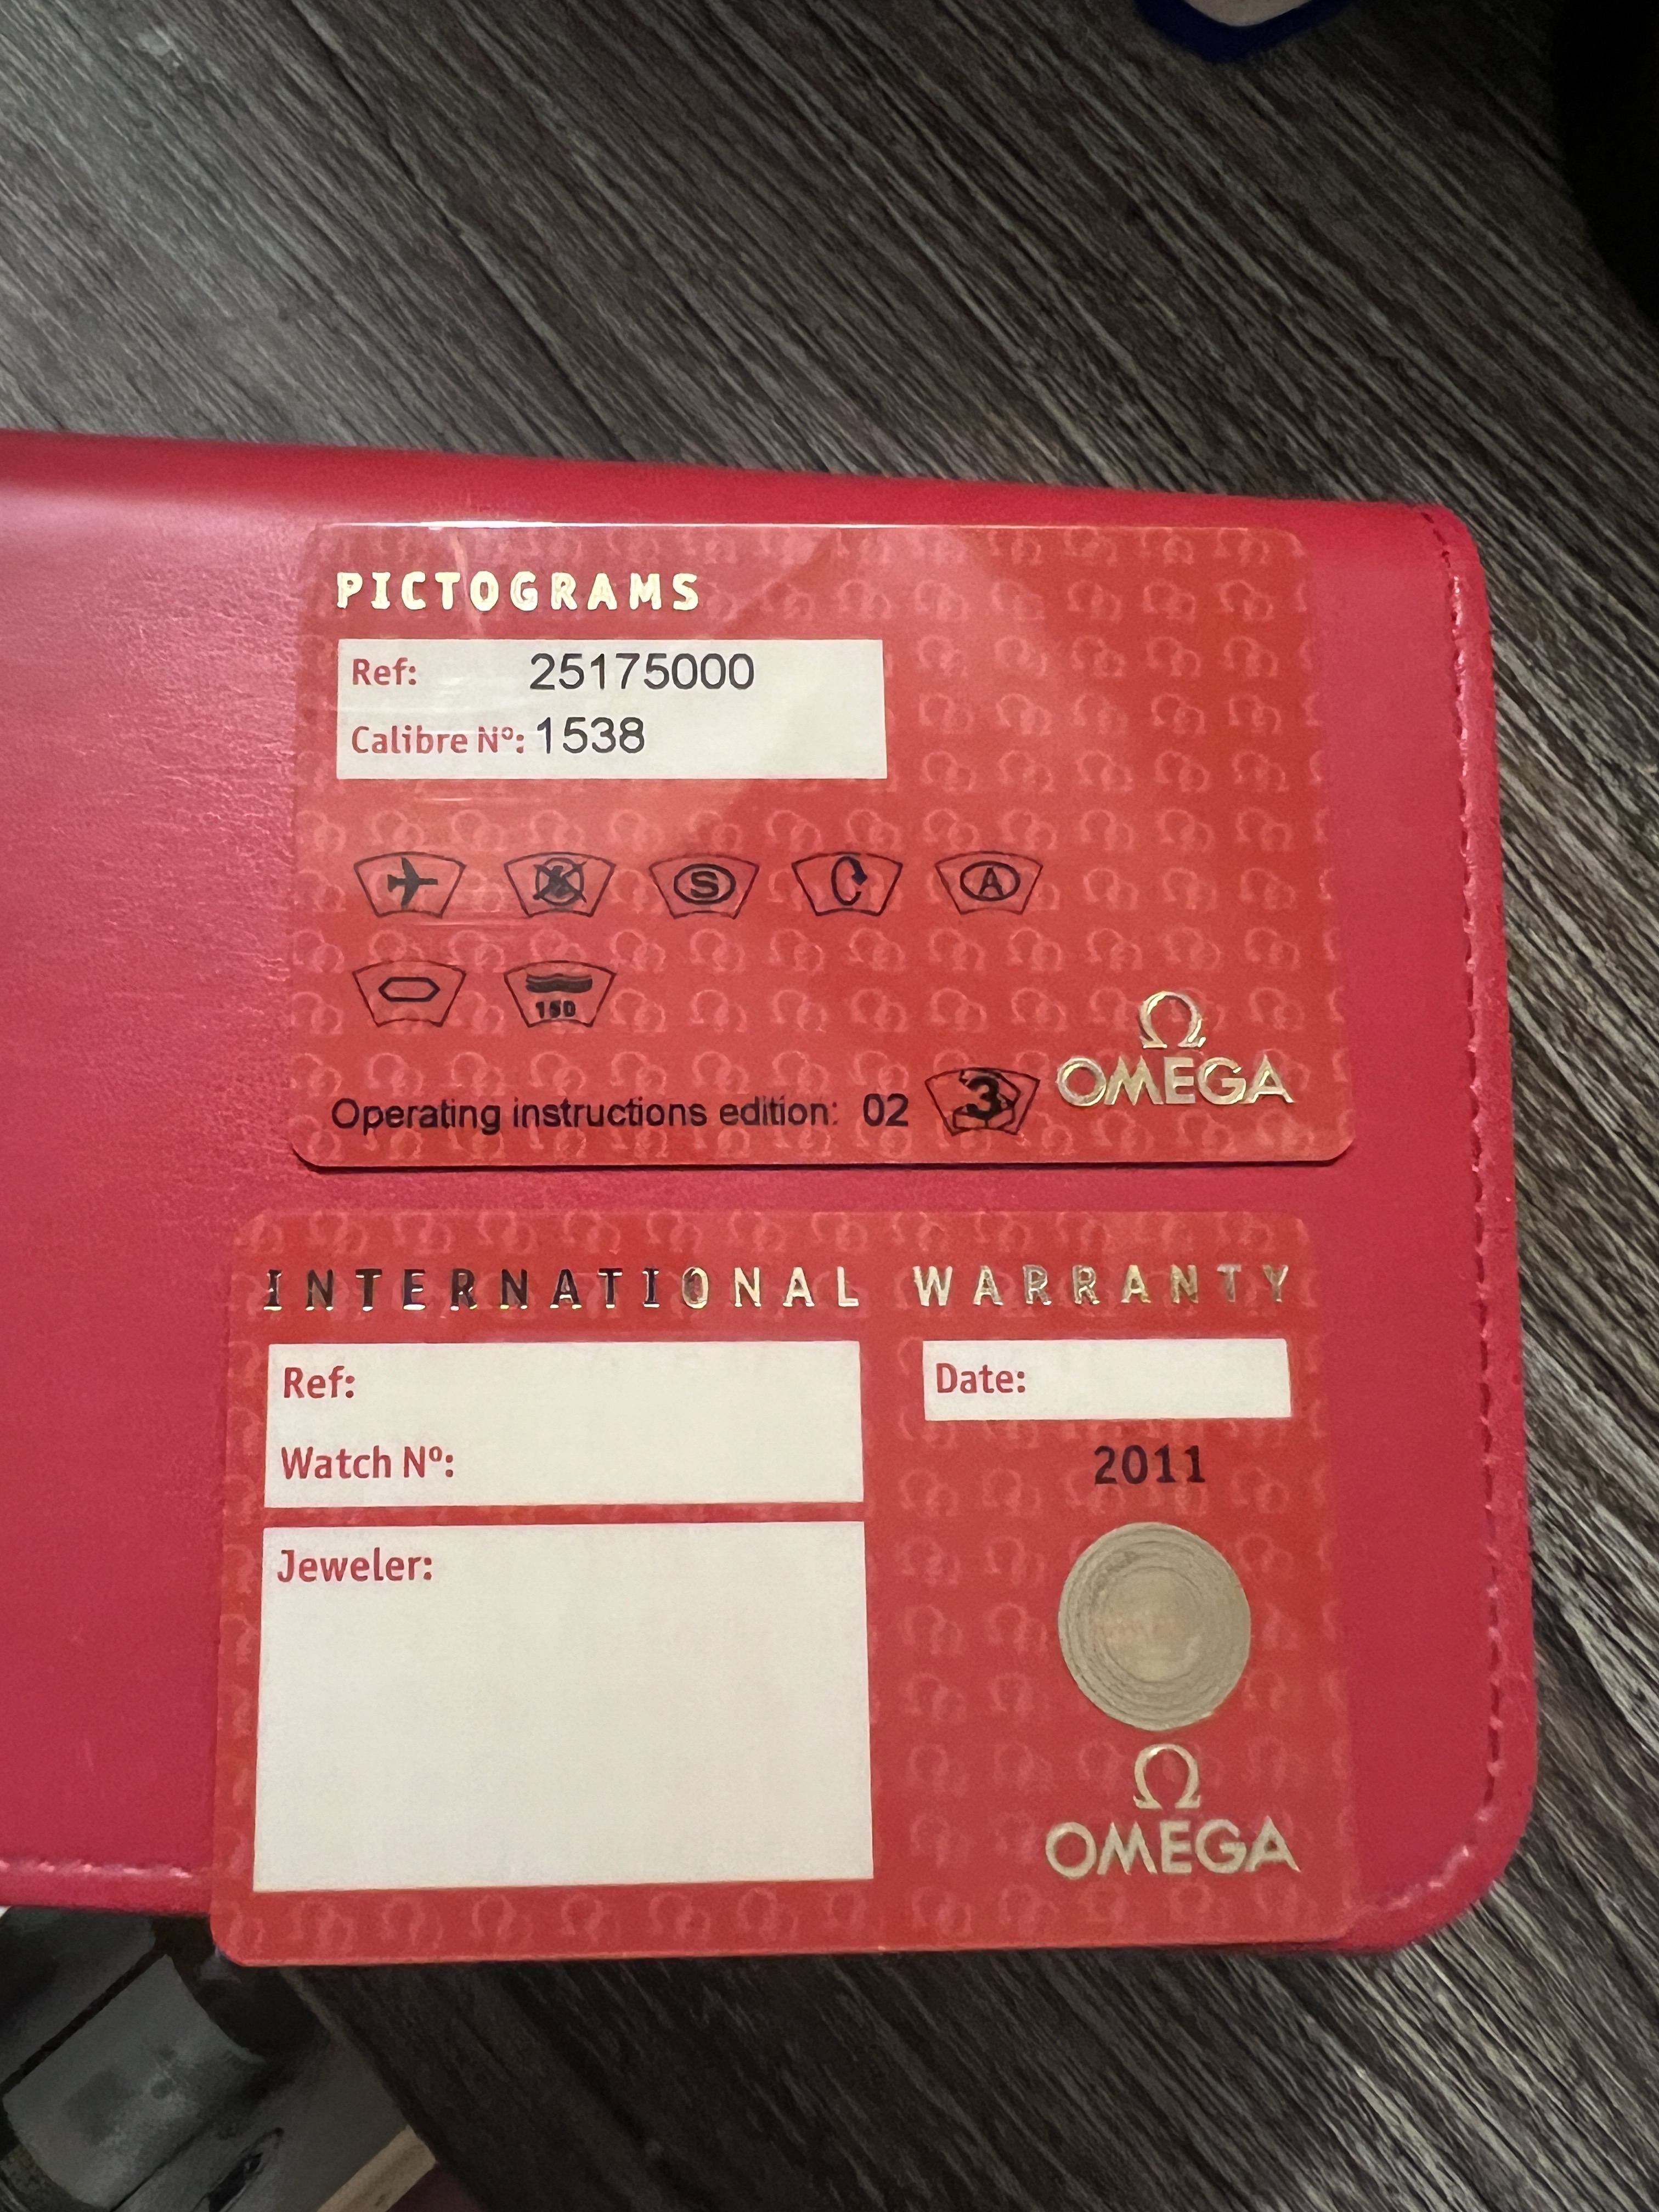 PICTOGRAMS
Ref: 25175000
Calibre Nº: 1538
S
A
150
Operating instructions edition: 02 3
Ω
OMEGA
INTERNATIONAL WARRANTY
Ref:
Watch Nº:
Date:
2011
Jeweler:
Ω
OMEGA